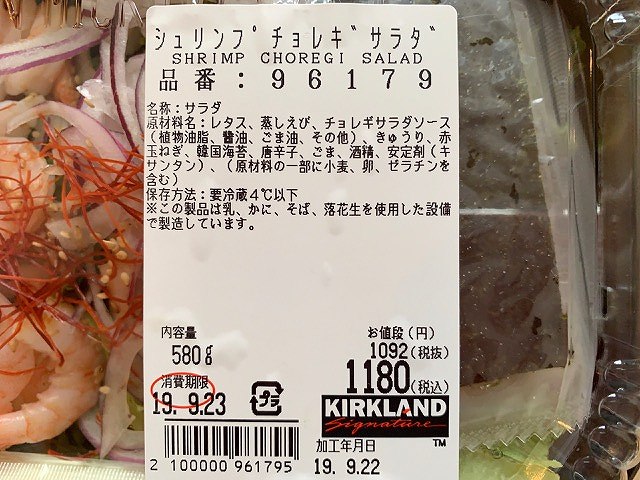 シュリンプ チョレギ サラダ
SHRIMP CHOREGI SALAD
品番：96179
名称：サラダ
原材料名：レタス、蒸しえび、チョレギサラダソース
（植物油脂、醤油、ごま油、その他）、きゅうり、赤
玉ねぎ、韓国海苔、唐辛子、ごま、酒精、安定剤（キ
サンタン）、（原材料の一部に小麦、卵、ゼラチンを
含む）
保存方法：要冷蔵4℃以下
※この製品は乳、かに、そば、落花生を使用した設備
で製造しています。
内容量
580g
お値段（円）
1092(税抜)
1180(税込)
消費期限
19. 9.23
プラ
KIRKLAND
Signature
TM
加工年月日
19. 9.22
2 100000 961795